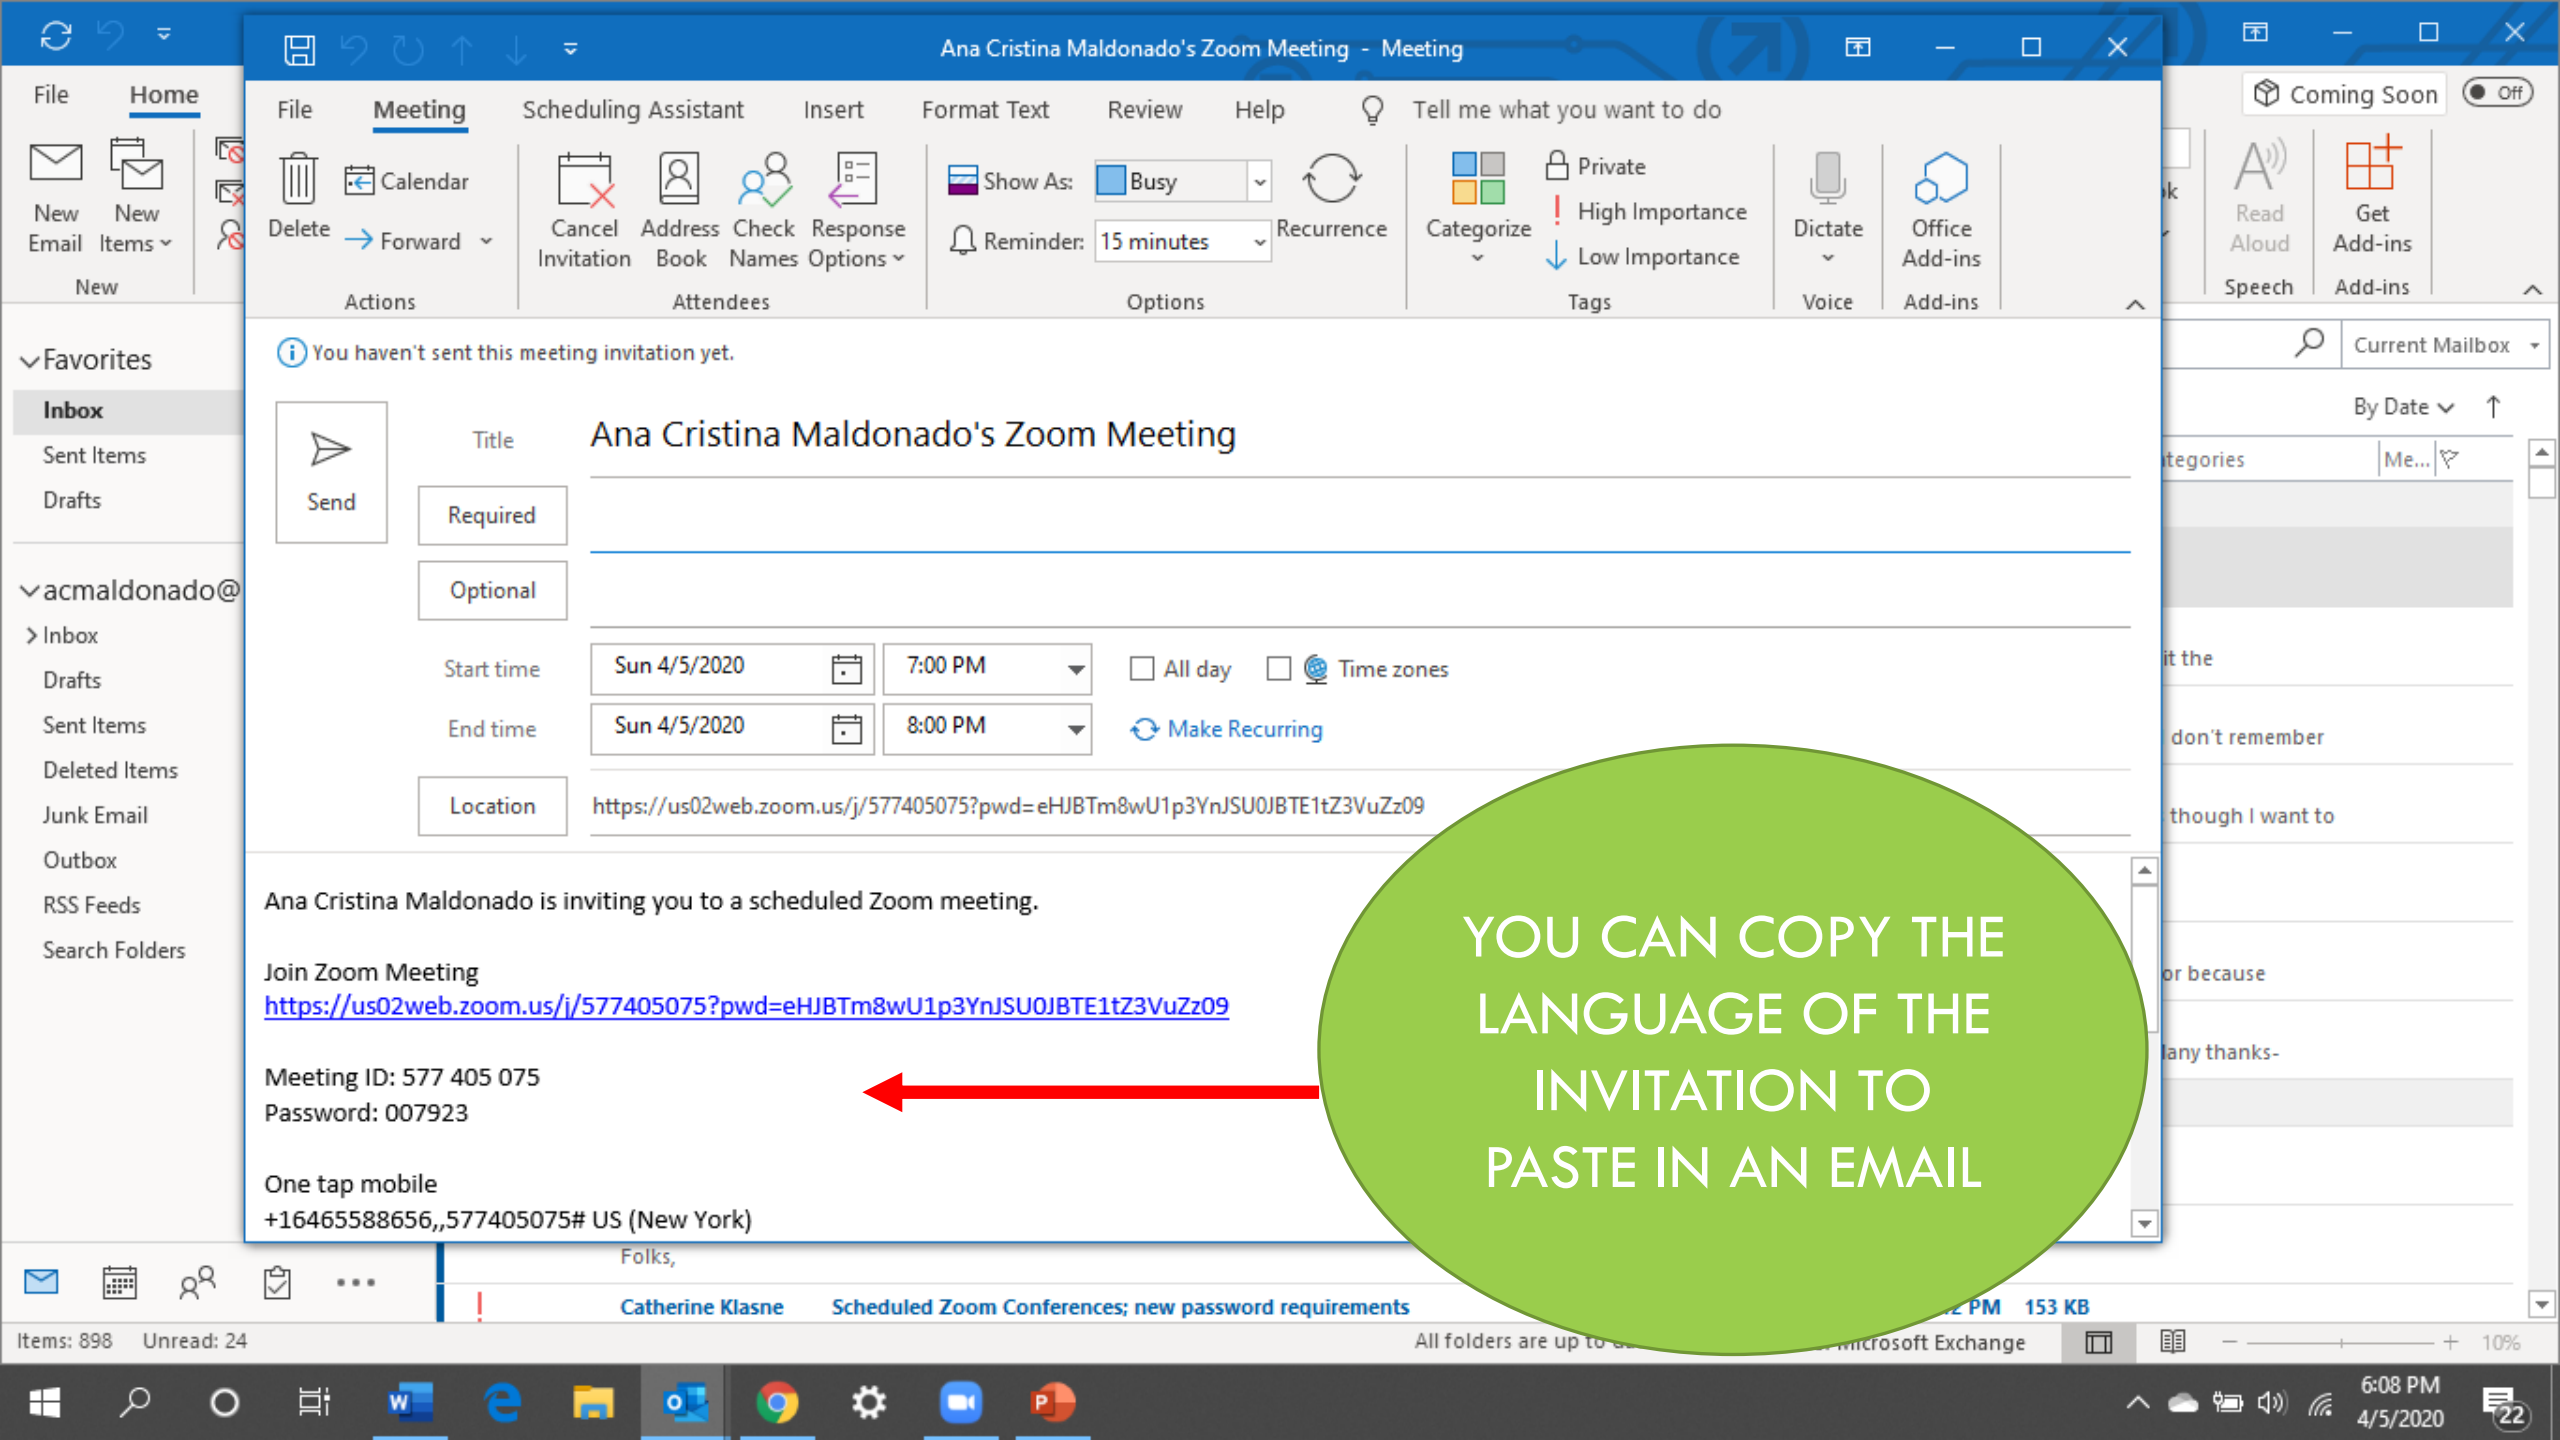 Ana Cristina Maldonado's Zoom Meeting - Meeting
File Home
Coming Soon Off
File Meeting Scheduling Assistant Insert Format Text Review Help Tell me what you want to do
New Email
New Items
New
Delete
Calendar
Forward
Actions
Cancel Invitation
Address Book
Check Names
Response Options
Attendees
Show As: Busy
Reminder: 15 minutes
Recurrence
Options
Categorize
Private
High Importance
Low Importance
Tags
Dictate
Voice
Office Add-ins
Add-ins
Read Aloud
Speech
Get Add-ins
Add-ins
You haven't sent this meeting invitation yet.
Current Mailbox
By Date
Me...
Favorites
Inbox
Sent Items
Drafts
acmaldonado@
Inbox
Drafts
Sent Items
Deleted Items
Junk Email
Outbox
RSS Feeds
Search Folders
Send
Title Ana Cristina Maldonado's Zoom Meeting
Required
Optional
Start time Sun 4/5/2020 7:00 PM All day Time zones
End time Sun 4/5/2020 8:00 PM Make Recurring
Location https://us02web.zoom.us/j/577405075?pwd=eHJBTm8wU1p3YnJSU0JBTE1tZ3VuZz09
Ana Cristina Maldonado is inviting you to a scheduled Zoom meeting.
Join Zoom Meeting
https://us02web.zoom.us/j/577405075?pwd=eHJBTm8wU1p3YnJSU0JBTE1tZ3VuZz09
Meeting ID: 577 405 075
Password: 007923
One tap mobile
+16465588656,,577405075# US (New York)
YOU CAN COPY THE
LANGUAGE OF THE
INVITATION TO
PASTE IN AN EMAIL
it the
don't remember
though I want to
or because
thanks-
Folks,
Catherine Klasne Scheduled Zoom Conferences; new password requirements PM 153 KB
Items: 898 Unread: 24
All folders are up to
Exchange
10%
6:08 PM
4/5/2020
22